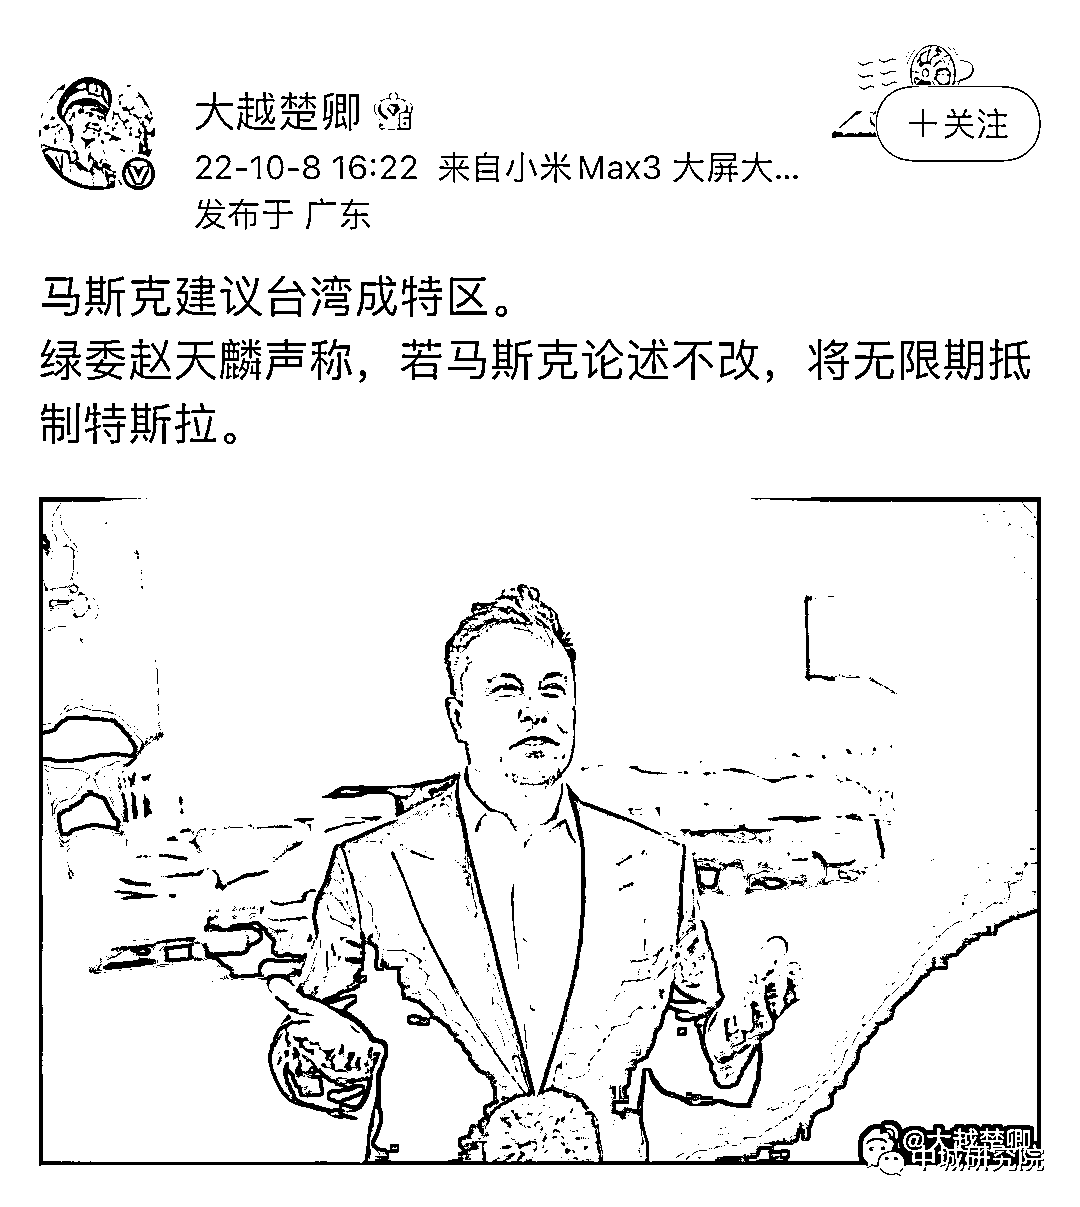 大越楚卿
+关注
22-10-8 16:22 来自小米Max3 大屏大...
发布于 广东
马斯克建议台湾成特区。
绿委赵天麟声称，若马斯克论述不改，将无限期抵
制特斯拉。
@大越楚卿
中城研究院